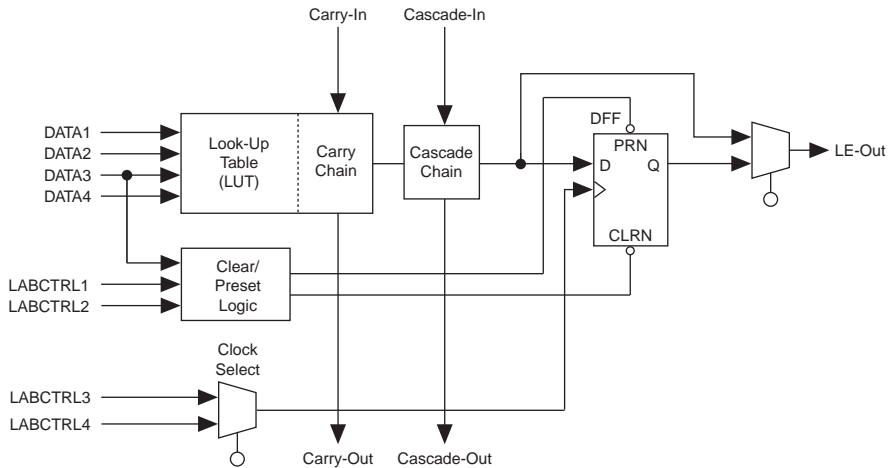 Carry-In
Cascade-In
DATA1
DATA2
DATA3
DATA4
Look-Up
Table
(LUT)
Carry
Chain
Cascade
Chain
DFF
PRN
D
Q
CLRN
LE-Out
LABCTRL1
LABCTRL2
Clear/
Preset
Logic
Clock
Select
LABCTRL3
LABCTRL4
Carry-Out
Cascade-Out